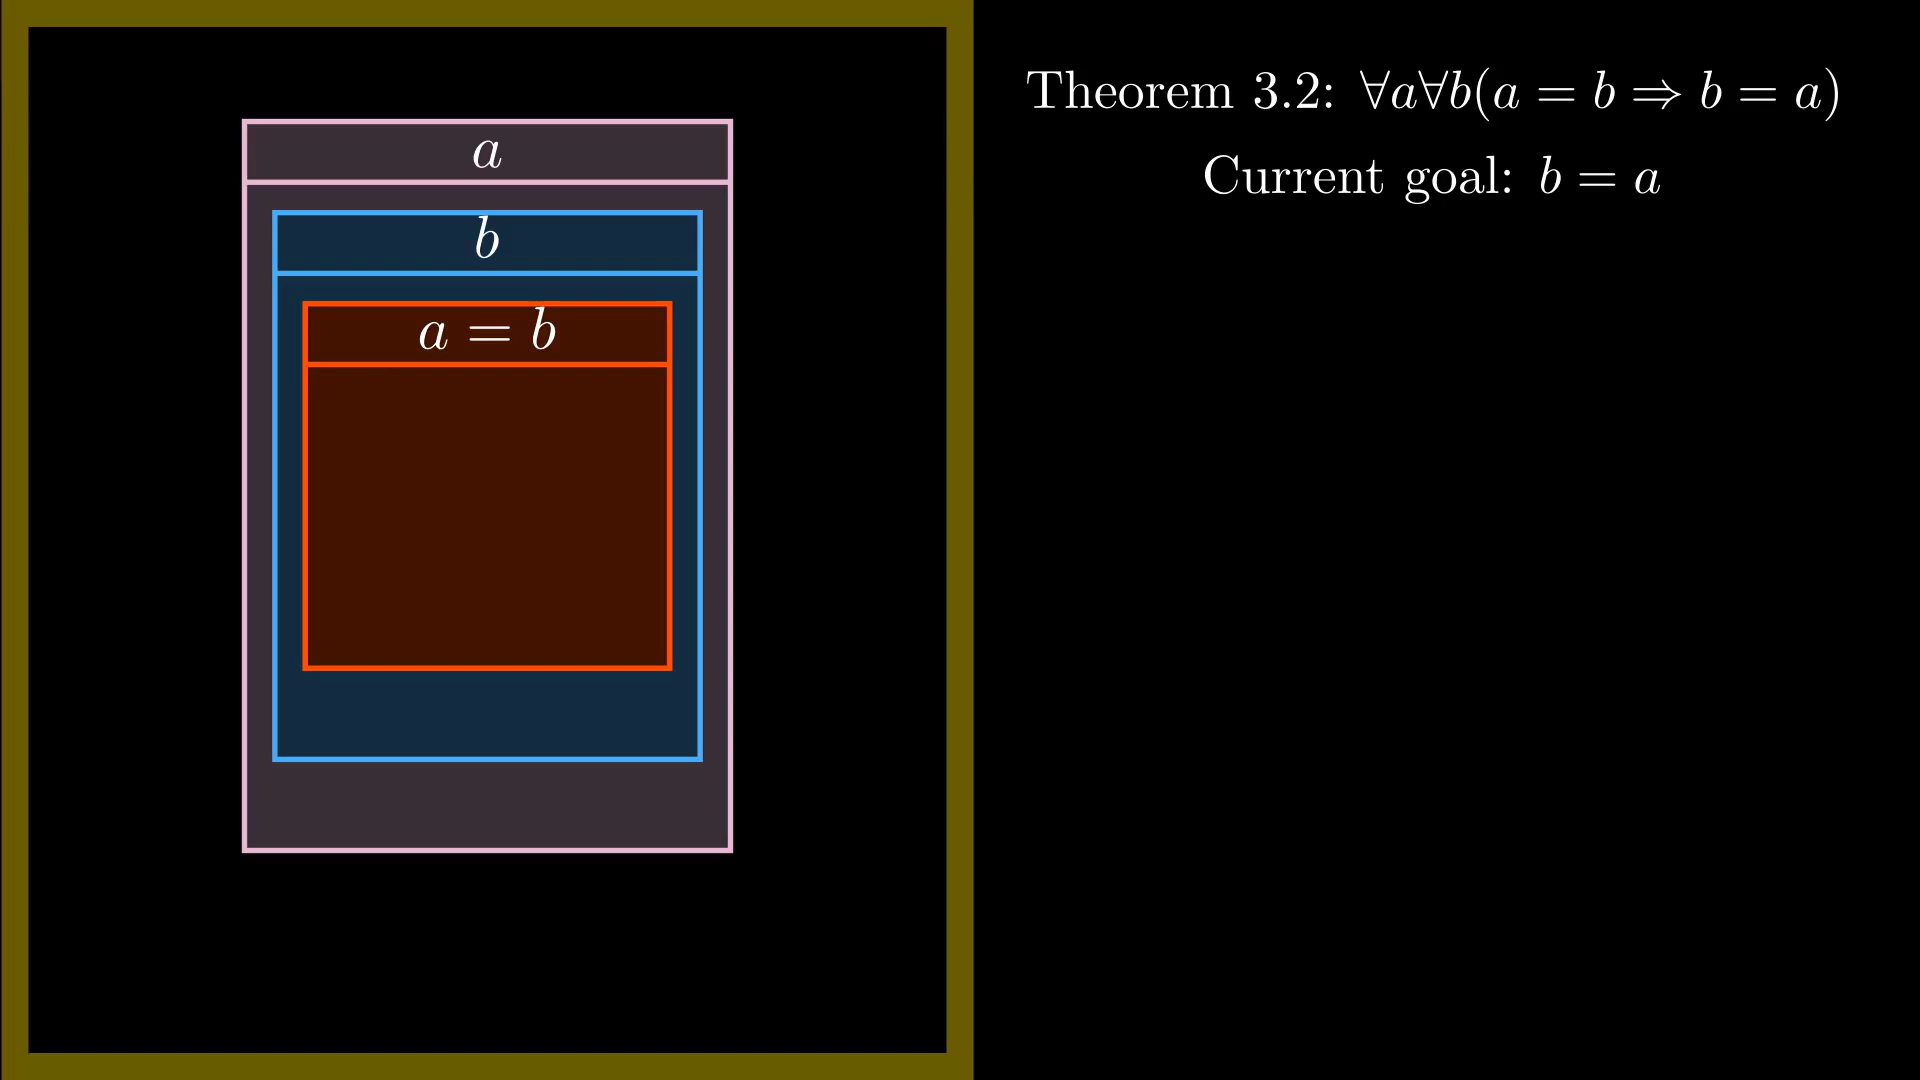 a
b
a = b
Theorem 3.2: ∀a∀b(a = b ⇒ b = a)
Current goal: b = a